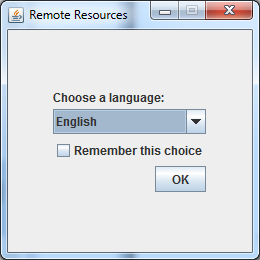 Remote Resources
Choose a language:
English
Remember this choice
OK